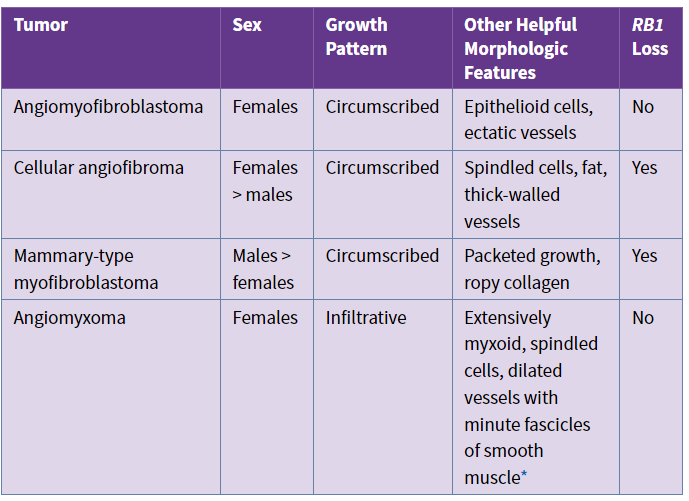 Tumor Sex Growth Pattern Other Helpful Morphologic Features RB1 Loss
Angiomyofibroblastoma Females Circumscribed Epithelioid cells, ectatic vessels No
Cellular angiofibroma Females > males Circumscribed Spindled cells, fat, thick-walled vessels Yes
Mammary-type myofibroblastoma Males > females Circumscribed Packeted growth, ropy collagen Yes
Angiomyxoma Females Infiltrative Extensively myxoid, spindled cells, dilated vessels with minute fascicles of smooth muscle* No